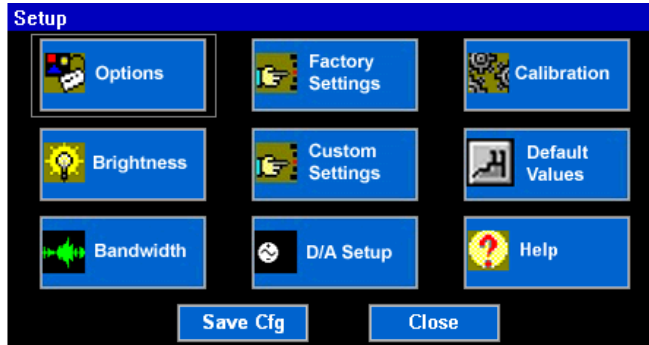 Setup
Options
Factory
Settings
Calibration
Brightness
Custom
Settings
Default
Values
Bandwidth
D/A Setup
Help
Save Cfg
Close